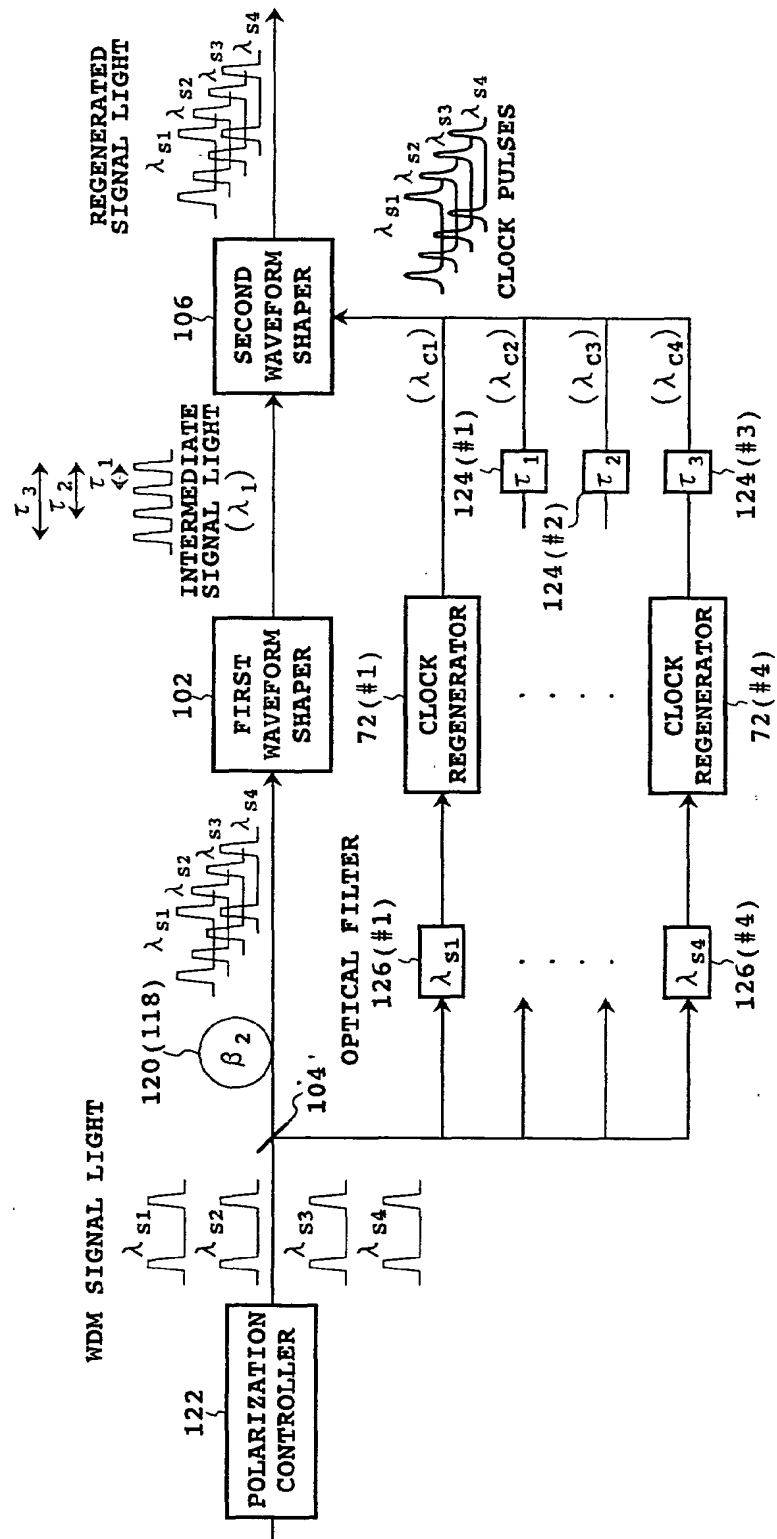 WDM SIGNAL LIGHT
122
POLARIZATION
CONTROLLER
λS1
λS2
λS3
λS4
104'
120(118)
β2
λS1
λS2
λS3
λS4
102
FIRST
WAVEFORM
SHAPER
τ3
τ2
τ1
INTERMEDIATE
SIGNAL LIGHT
(λ1)
106
SECOND
WAVEFORM
SHAPER
REGENERATED
SIGNAL LIGHT
λS1
λS2
λS3
λS4
OPTICAL FILTER
126(#1)
λS1
. . . .
λS4
126(#4)
72(#1)
CLOCK
REGENERATOR
. . . .
CLOCK
REGENERATOR
72(#4)
124(#1)
τ1
124(#2)
τ2
τ3
124(#3)
(λC1)
(λC2)
(λC3)
(λC4)
λS1
λS2
λS3
λS4
CLOCK PULSES